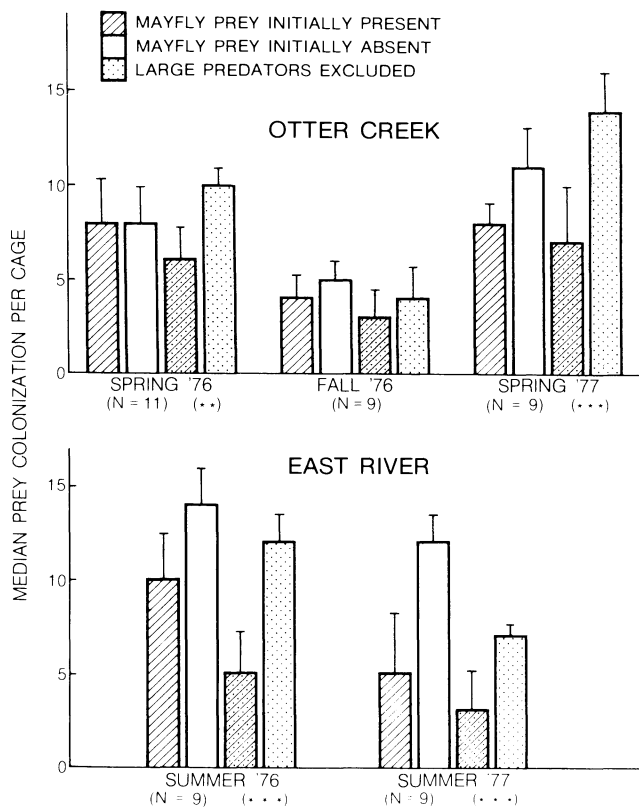 MAYFLY PREY INITIALLY PRESENT
MAYFLY PREY INITIALLY ABSENT
LARGE PREDATORS EXCLUDED
OTTER CREEK
15
10
5
0
SPRING '76
(N = 11) (**)
FALL '76
(N = 9)
SPRING '77
(N = 9) (***)
MEDIAN PREY COLONIZATION PER CAGE
EAST RIVER
15
10
5
0
SUMMER '76
(N = 9) (***)
SUMMER '77
(N = 9) (***)